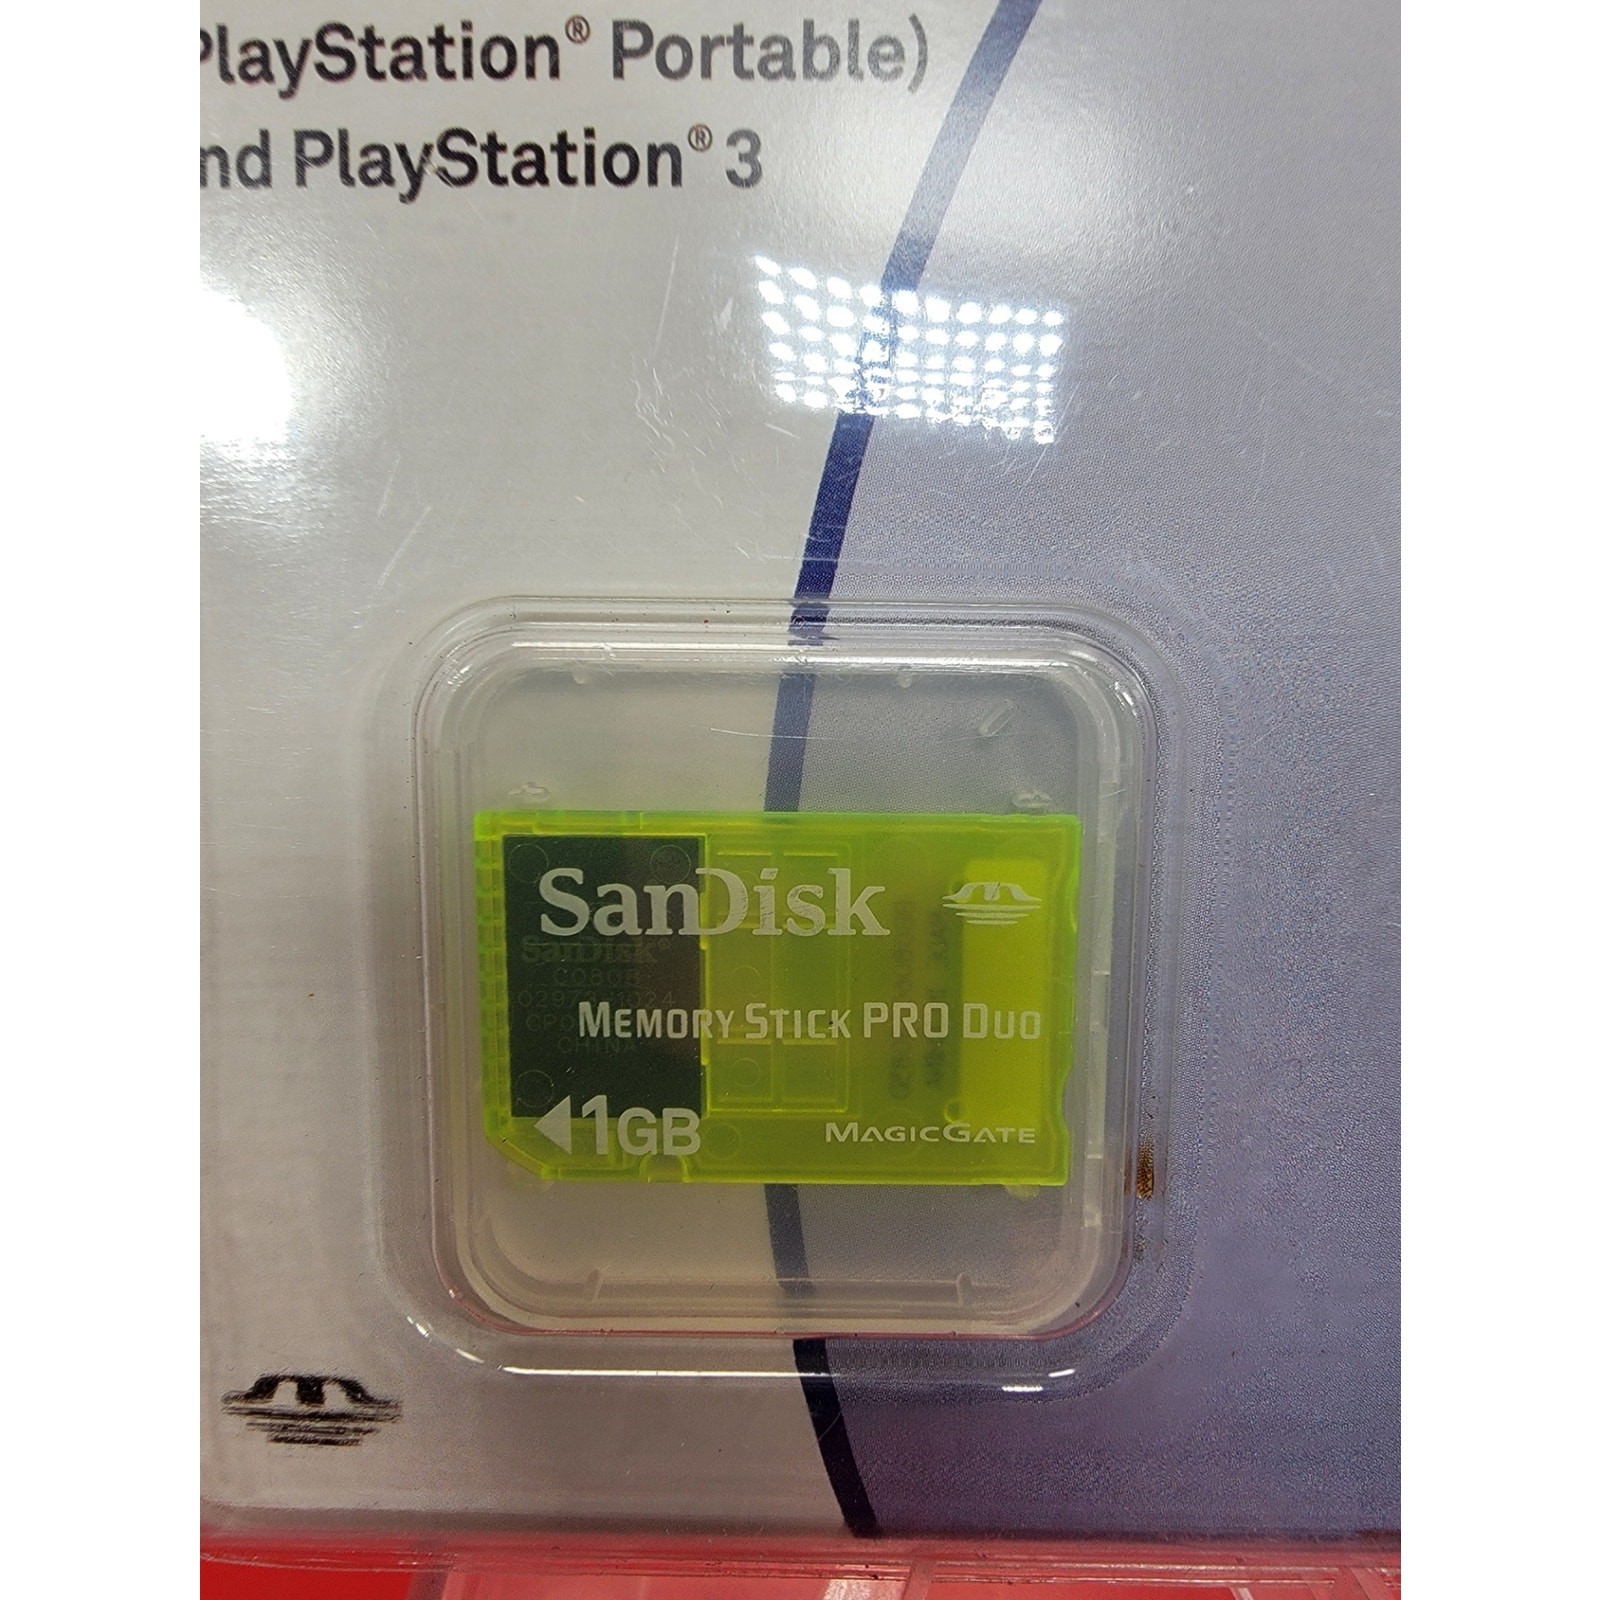 PlayStation® Portable)
nd PlayStation® 3
SanDisk
SanDisk®
CHINA
MEMORY STICK PRO DUO
1GB
MAGICGATE